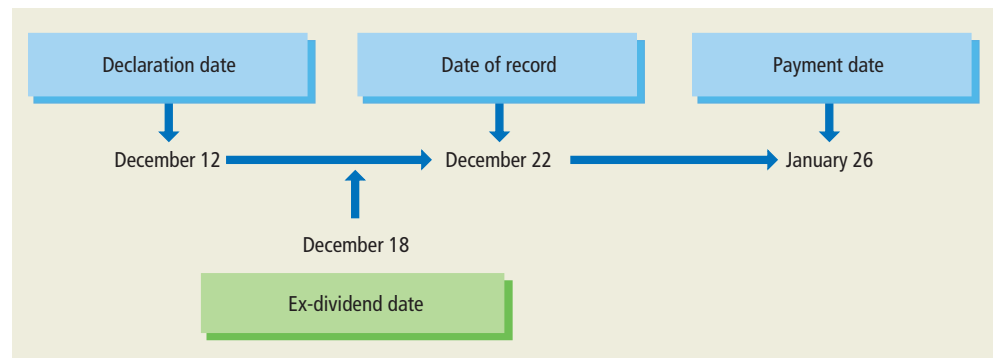 Declaration date
Date of record
Payment date
December 12
December 22
January 26
December 18
Ex-dividend date